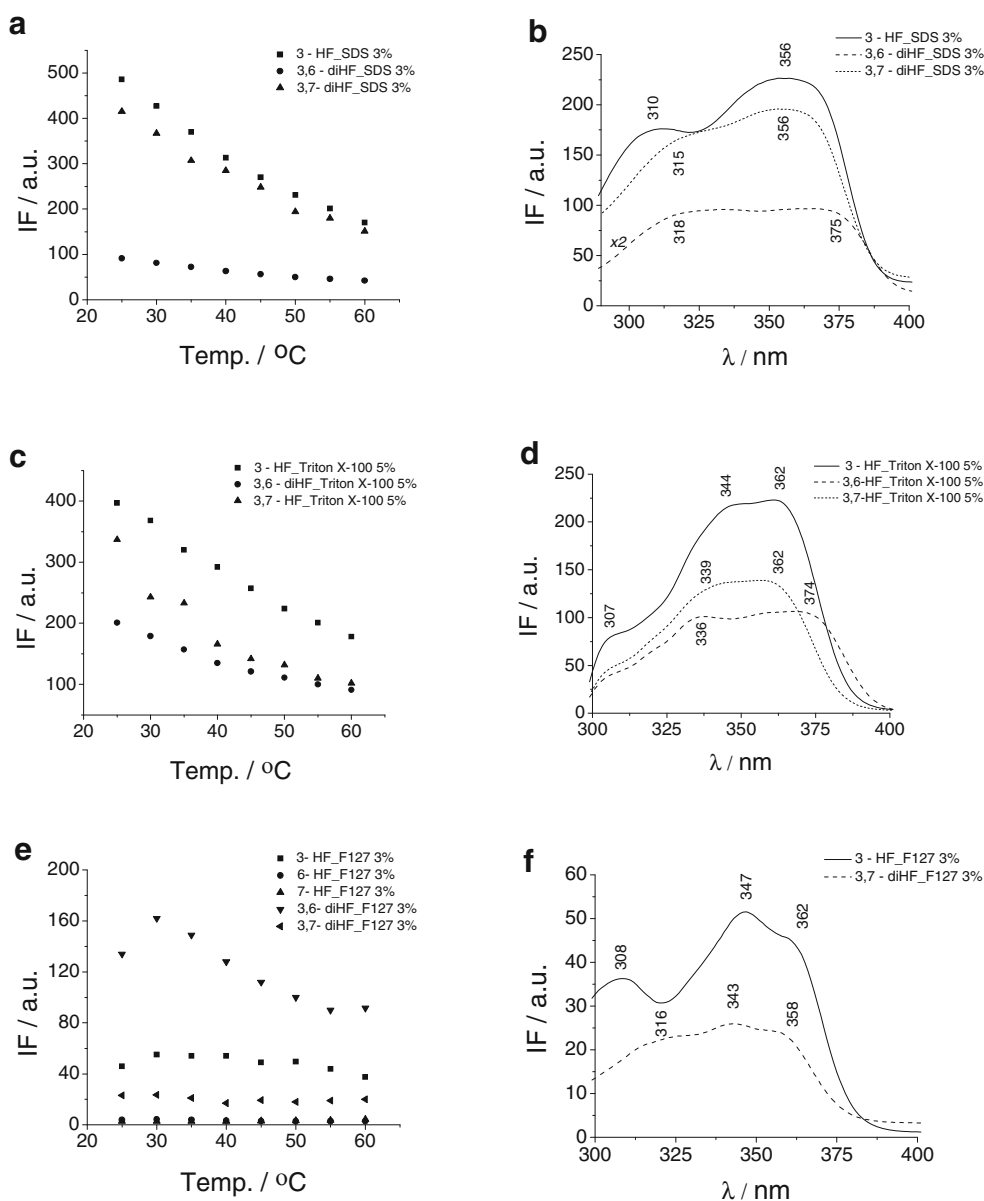 a
3 - HF_SDS 3%
3,6 - diHF_SDS 3%
3,7- diHF_SDS 3%
500
400
300
200
100
0
20 30 40 50 60
IF / a.u.
Temp. / ºC
b
3 - HF_SDS 3%
3,6 - diHF_SDS 3%
3,7 - diHF_SDS 3%
250
200
150
100
50
0
310
356
315
356
x2
318
375
300 325 350 375 400
IF / a.u.
λ / nm
c
3 - HF_Triton X-100 5%
3,6 - diHF_Triton X-100 5%
3,7 - HF_Triton X-100 5%
400
300
200
100
20 30 40 50 60
IF / a.u.
Temp. / ºC
d
3 - HF_Triton X-100 5%
3,6-HF_Triton X-100 5%
3,7-HF_Triton X-100 5%
250
200
150
100
50
0
344
362
339
362
374
307
336
300 325 350 375 400
IF / a.u.
λ / nm
e
3- HF_F127 3%
6- HF_F127 3%
7- HF_F127 3%
3,6- diHF_F127 3%
3,7- diHF_F127 3%
200
160
120
80
40
0
20 30 40 50 60
IF / a.u.
Temp. / ºC
f
3 - HF_F127 3%
3,7 - diHF_F127 3%
60
50
40
30
20
10
0
347
362
308
316
343
358
300 325 350 375 400
IF / a.u.
λ / nm